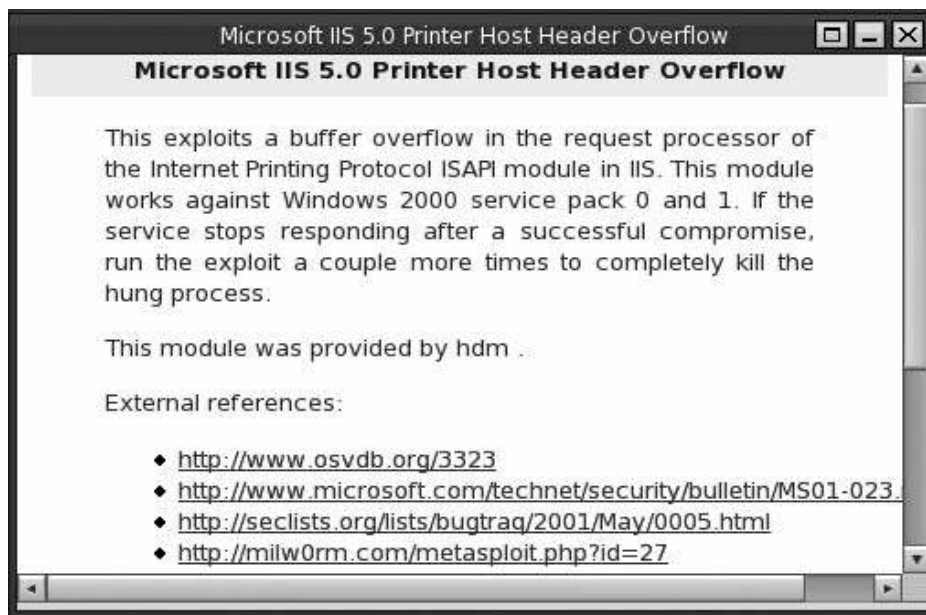 Microsoft IIS 5.0 Printer Host Header Overflow
Microsoft IIS 5.0 Printer Host Header Overflow
This exploits a buffer overflow in the request processor of
the Internet Printing Protocol ISAPI module in IIS. This module
works against Windows 2000 service pack 0 and 1. If the
service stops responding after a successful compromise,
run the exploit a couple more times to completely kill the
hung process.
This module was provided by hdm .
External references:
http://www.osvdb.org/3323
http://www.microsoft.com/technet/security/bulletin/MS01-023.
http://seclists.org/lists/bugtraq/2001/May/0005.html
http://milw0rm.com/metasploit.php?id=27